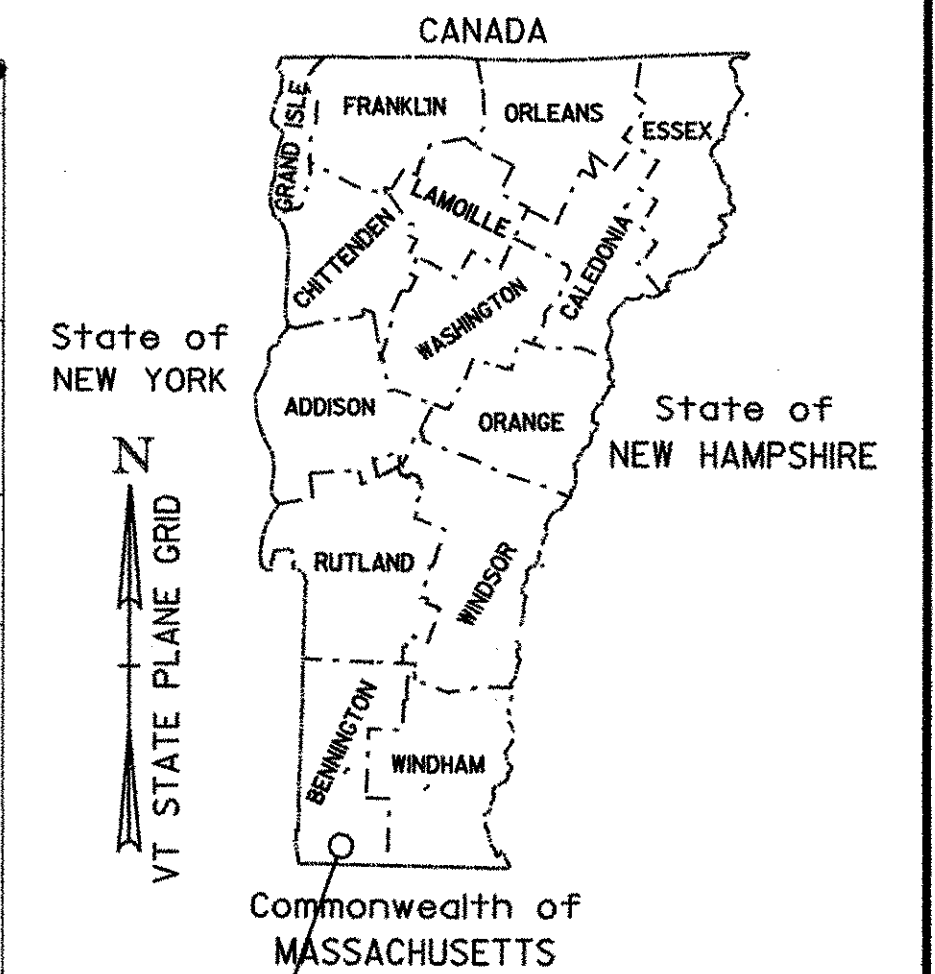 CANADA
GRAND ISLE
FRANKLIN
ORLEANS
ESSEX
LAMOILLE
CHITTENDEN
CALEDONIA
WASHINGTON
State of
NEW YORK
ADDISON
ORANGE
State of
NEW HAMPSHIRE
N
VT STATE PLANE GRID
RUTLAND
WINDSOR
BENNINGTON
WINDHAM
Commonwealth of
MASSACHUSETTS